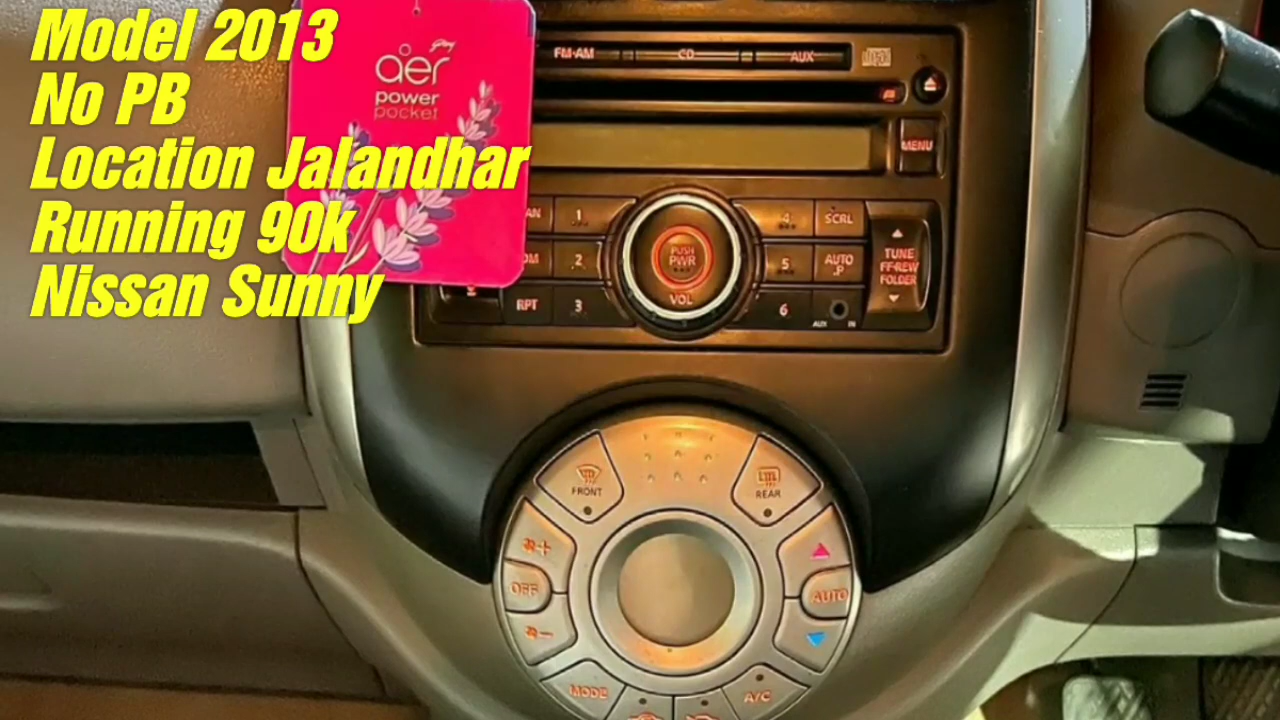 Model 2013
No PB
Location Jalandhar
Running 90k
Nissan Sunny
Godrej
aer
power
pocket
FM·AM
CD
AUX
MENU
1
4
SCRL
2
5
AUTO
.P
PUSH
PWR
VOL
TUNE
FF·REW
FOLDER
RPT
3
6
AUX
IN
FRONT
REAR
OFF
AUTO
MODE
A/C